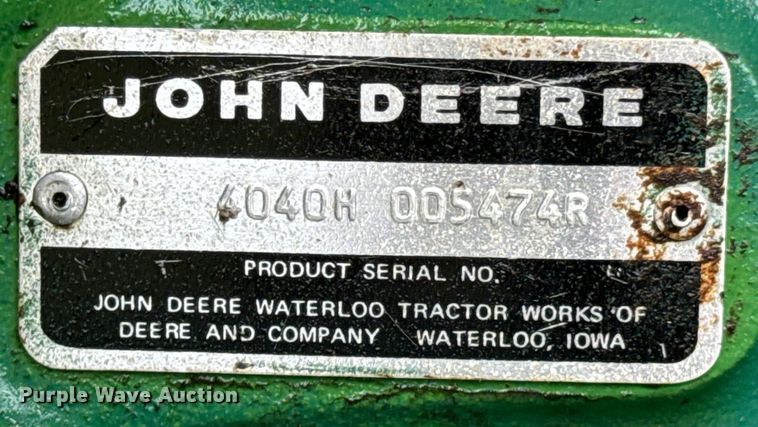 JOHN DEERE
4040H 005474R
PRODUCT SERIAL NO.
JOHN DEERE WATERLOO TRACTOR WORKS OF
DEERE AND COMPANY WATERLOO, IOWA
Purple Wave Auction